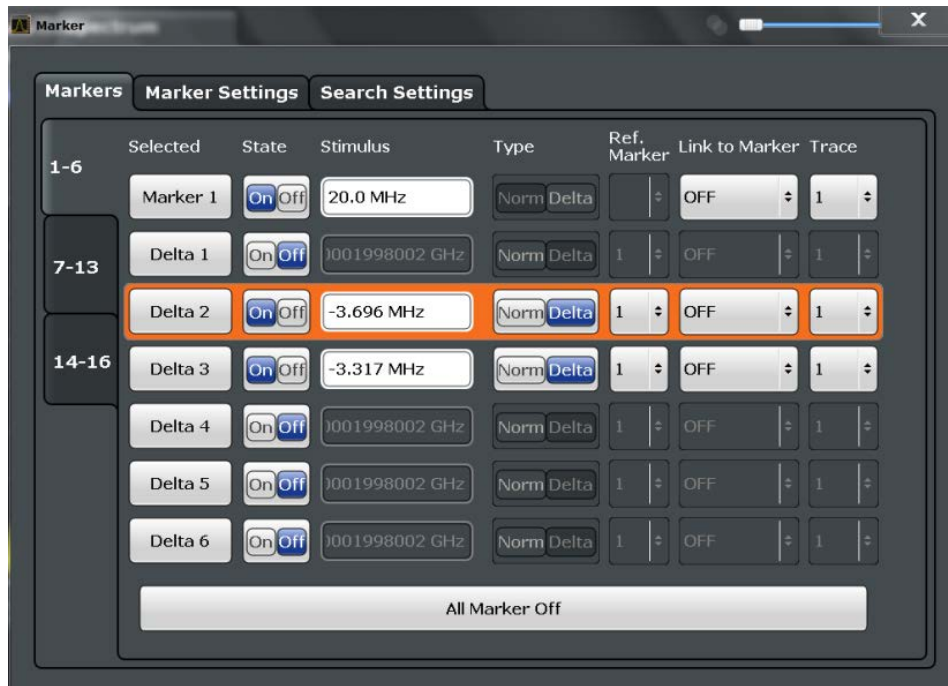 Marker
Markers Marker Settings Search Settings
1-6
7-13
14-16
Selected State Stimulus Type Ref. Marker Link to Marker Trace
Marker 1 On Off 20.0 MHz Norm Delta OFF 1
Delta 1 On Off 0001998002 GHz Norm Delta 1 OFF 1
Delta 2 On Off -3.696 MHz Norm Delta 1 OFF 1
Delta 3 On Off -3.317 MHz Norm Delta 1 OFF 1
Delta 4 On Off 0001998002 GHz Norm Delta 1 OFF 1
Delta 5 On Off 0001998002 GHz Norm Delta 1 OFF 1
Delta 6 On Off 0001998002 GHz Norm Delta 1 OFF 1
All Marker Off